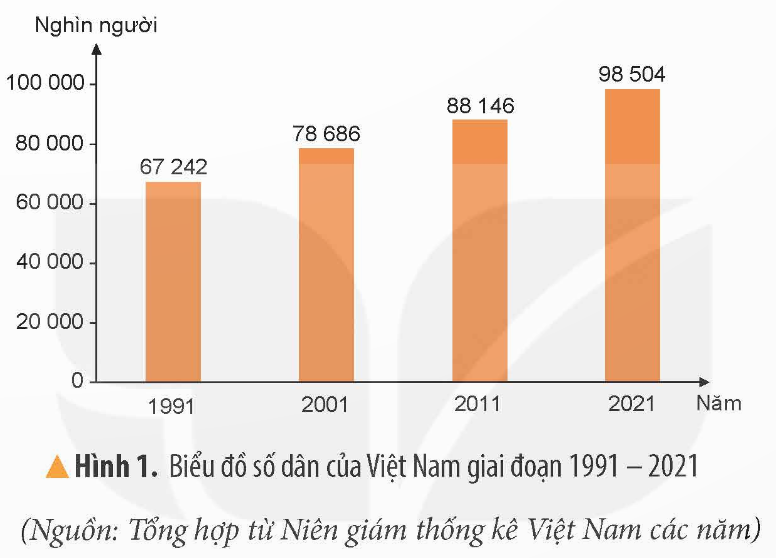 Nghìn người
100 000
98 504
88 146
80 000
78 686
67 242
60 000
40 000
20 000
0
1991 2001 2011 2021 Năm
▲ Hình 1. Biểu đồ số dân của Việt Nam giai đoạn 1991 – 2021
(Nguồn: Tổng hợp từ Niên giám thống kê Việt Nam các năm)